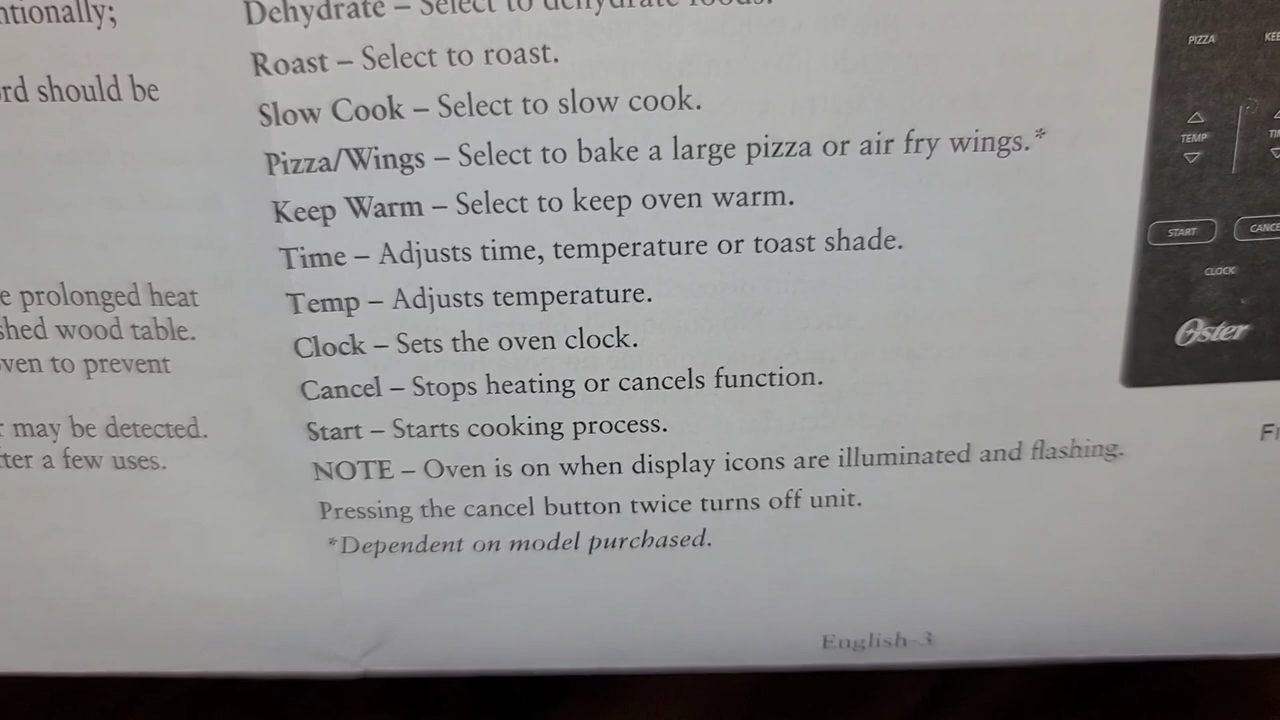 ntionally;
rd should be
e prolonged heat
shed wood table.
ven to prevent
may be detected.
ter a few uses.
Dehydrate – Select to dehydrate foods.
Roast – Select to roast.
Slow Cook – Select to slow cook.
Pizza/Wings – Select to bake a large pizza or air fry wings.*
Keep Warm – Select to keep oven warm.
Time – Adjusts time, temperature or toast shade.
Temp – Adjusts temperature.
Clock – Sets the oven clock.
Cancel – Stops heating or cancels function.
Start – Starts cooking process.
NOTE – Oven is on when display icons are illuminated and flashing.
Pressing the cancel button twice turns off unit.
*Dependent on model purchased.
English-3
PIZZA KEE
TEMP TI
START CANCE
CLOCK
Oster
F